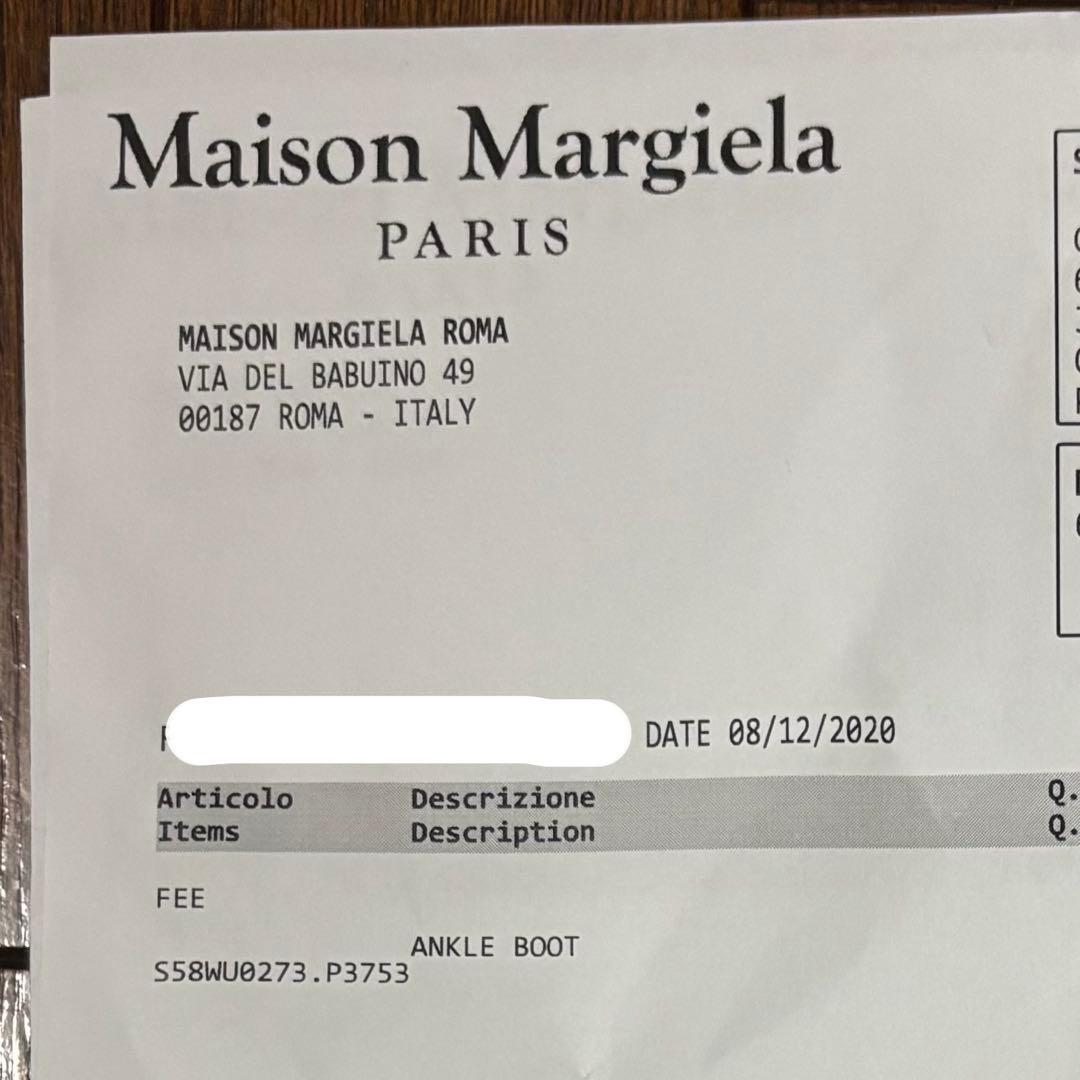 Maison Margiela
PARIS
MAISON MARGIELA ROMA
VIA DEL BABUINO 49
00187 ROMA - ITALY
DATE 08/12/2020
Articolo Descrizione Q.
Items Description Q.
FEE
ANKLE BOOT
S58WU0273.P3753